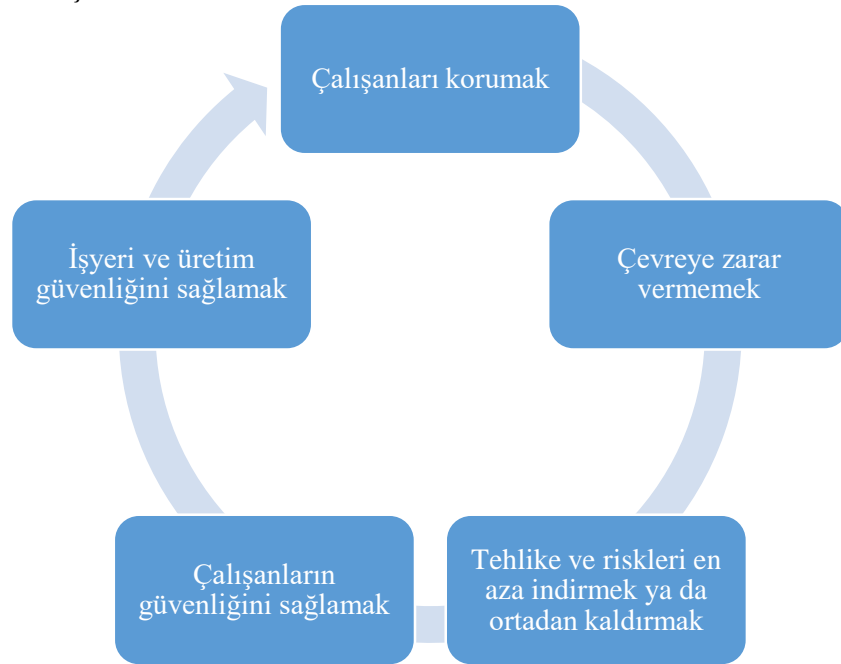 Çalışanları korumak
Çevreye zarar
vermemek
Tehlike ve riskleri en
aza indirmek ya da
ortadan kaldırmak
Çalışanların
güvenliğini sağlamak
İşyeri ve üretim
güvenliğini sağlamak